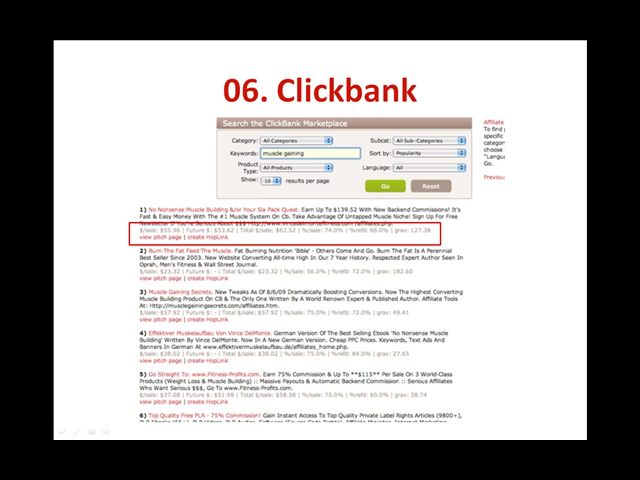 06. Clickbank
Search the ClickBank Marketplace
Category: All Categories Subcat: All Sub-Categories
Keywords: muscle gaining Sort by: Popularity
Product Type: All Products Language: All
Show: 10 results per page Go Reset
Affiliate
To find
specific
categor
choose
"Langu
Go.
Previous
1) No Nonsense Muscle Building &/or Your Six Pack Quest. Earn Up To $139.52 With New Backend Commissions! It's
Fast & Easy Money With The #1 Muscle System On Cb. Take Advantage Of Untapped Muscle Niche! Sign Up For Free
Newsletter If You're Serious About $$$ Http://www.vincedelmontefitness.com/affiliates.php.
$/sale: $55.96 | Future $: $53.62 | Total $/sale: $62.52 | %/sale: 74.0% | %refd: 66.0% | grav: 127.38
view pitch page | create HopLink
2) Burn The Fat Feed The Muscle. Fat Burning Nutrition 'Bible' - Others Come And Go. Burn The Fat Is A Perennial
Best Seller Since 2003. New Website Converting All-time High In Our 7 Year History. Respected Expert Author Seen In
Oprah, Men's Fitness & Wall Street Journal.
$/sale: $23.32 | Future $: - | Total $/sale: $23.32 | %/sale: 56.0% | %refd: 72.0% | grav: 182.60
view pitch page | create HopLink
3) Muscle Gaining Secrets. New Tweaks As Of 8/6/09 Dramatically Boosting Conversions. Now The Highest Converting
Muscle Building Product On CB & The Only One Written By A World Renown Expert & Published Author. Affiliate Tools
At: Http://musclegainingsecrets.com/affiliates.htm.
$/sale: $57.92 | Future $: - | Total $/sale: $57.92 | %/sale: 75.0% | %refd: 72.0% | grav: 49.41
view pitch page | create HopLink
4) Effektiver Muskelaufbau Von Vince DelMonte. German Version Of The Best Selling Ebook 'No Nonsense Muscle
Building' Written By Vince DelMonte. Now In A New German Version. Cheap PPC Prices. Keywords, Text Ads And
Banners In German At www.effektivermuskelaufbau.de/affiliates_home.php.
$/sale: $38.02 | Future $: - | Total $/sale: $38.02 | %/sale: 75.0% | %refd: 84.0% | grav: 27.65
view pitch page | create HopLink
5) Go Straight To: www.Fitness-Profits.com. Earn 75% Commission & Up To **$115** Per Sale On 3 World-Class
Products (Weight Loss & Muscle Building) :: Massive Payouts & Automatic Backend Commission :: Serious Affiliates
Who Want Serious $$$, Go To www.Fitness-Profits.com.
$/sale: $37.08 | Future $: $51.98 | Total $/sale: $58.38 | %/sale: 75.0% | %refd: 60.0% | grav: 38.74
view pitch page | create HopLink
6) Top Quality Free PLR - 75% Commission! Gain Instant Access To Top Quality Private Label Rights Articles (9800+),